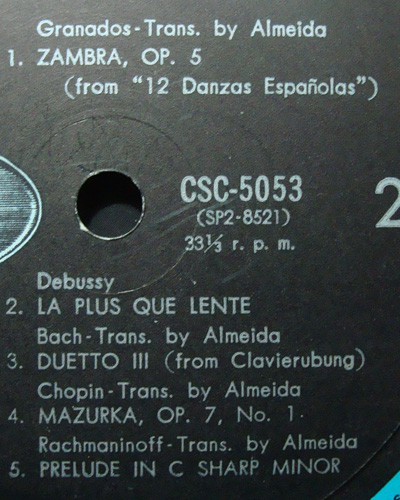 Granados-Trans. by Almeida
1. ZAMBRA, OP. 5
(from "12 Danzas Españolas")
CSC-5053
2
(SP2-8521)
33⅓ r. p. m.
Debussy
2. LA PLUS QUE LENTE
Bach-Trans. by Almeida
3. DUETTO III (from Clavierubung)
Chopin-Trans. by Almeida
4. MAZURKA, OP. 7, No. 1
Rachmaninoff-Trans. by Almeida
5. PRELUDE IN C SHARP MINOR